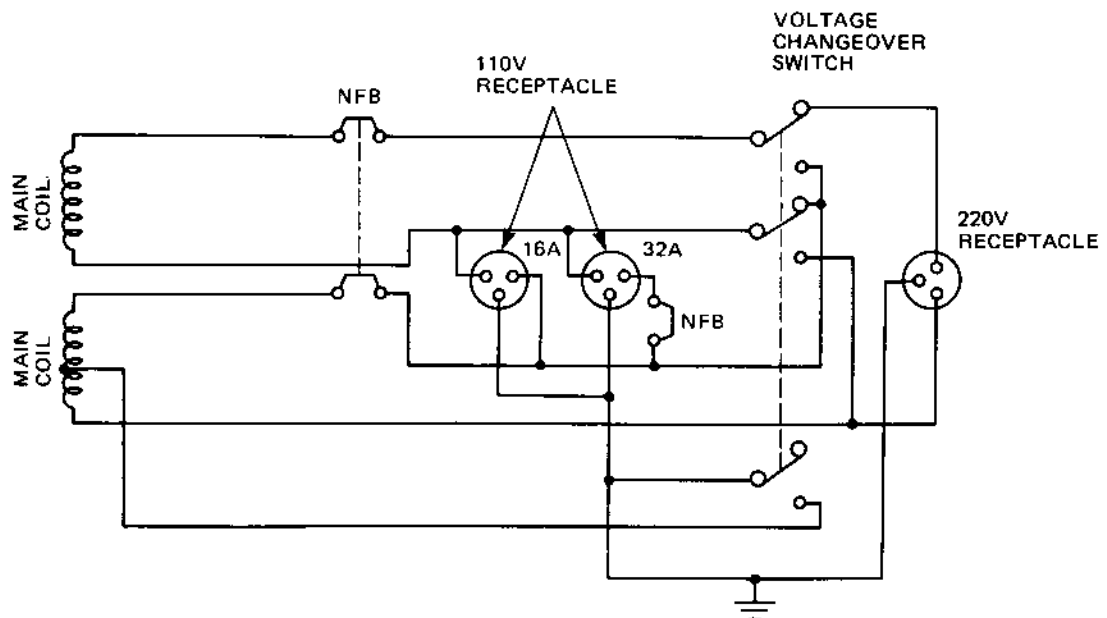 VOLTAGE
CHANGEOVER
SWITCH
110V
RECEPTACLE
NFB
MAIN
COIL
16A
32A
220V
RECEPTACLE
NFB
MAIN
COIL